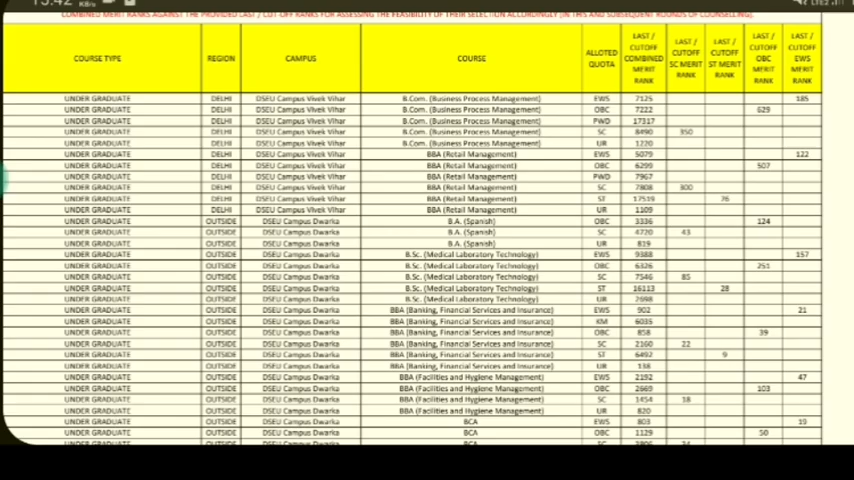 15:42 KB/s LTE2
COMBINED MERIT RANKS AGAINST THE PROVIDED LAST / CUT-OFF RANKS FOR ASSESSING THE FEASIBILITY OF THEIR SELECTION ACCORDINGLY (IN THIS AND SUBSEQUENT ROUNDS OF COUNSELLING).
COURSE TYPE REGION CAMPUS COURSE ALLOTED QUOTA LAST / CUTOFF COMBINED MERIT RANK LAST / CUTOFF SC MERIT RANK LAST / CUTOFF ST MERIT RANK LAST / CUTOFF OBC MERIT RANK LAST / CUTOFF EWS MERIT RANK
UNDER GRADUATE DELHI DSEU Campus Vivek Vihar B.Com. (Business Process Management) EWS 7125 185
UNDER GRADUATE DELHI DSEU Campus Vivek Vihar B.Com. (Business Process Management) OBC 7222 629
UNDER GRADUATE DELHI DSEU Campus Vivek Vihar B.Com. (Business Process Management) PWD 17317
UNDER GRADUATE DELHI DSEU Campus Vivek Vihar B.Com. (Business Process Management) SC 8490 350
UNDER GRADUATE DELHI DSEU Campus Vivek Vihar B.Com. (Business Process Management) UR 1220
UNDER GRADUATE DELHI DSEU Campus Vivek Vihar BBA (Retail Management) EWS 5079 122
UNDER GRADUATE DELHI DSEU Campus Vivek Vihar BBA (Retail Management) OBC 6299 507
UNDER GRADUATE DELHI DSEU Campus Vivek Vihar BBA (Retail Management) PWD 7967
UNDER GRADUATE DELHI DSEU Campus Vivek Vihar BBA (Retail Management) SC 7808 300
UNDER GRADUATE DELHI DSEU Campus Vivek Vihar BBA (Retail Management) ST 17519 76
UNDER GRADUATE DELHI DSEU Campus Vivek Vihar BBA (Retail Management) UR 1109
UNDER GRADUATE OUTSIDE DSEU Campus Dwarka B.A. (Spanish) OBC 3336 124
UNDER GRADUATE OUTSIDE DSEU Campus Dwarka B.A. (Spanish) SC 4720 43
UNDER GRADUATE OUTSIDE DSEU Campus Dwarka B.A. (Spanish) UR 819
UNDER GRADUATE OUTSIDE DSEU Campus Dwarka B.Sc. (Medical Laboratory Technology) EWS 9388 157
UNDER GRADUATE OUTSIDE DSEU Campus Dwarka B.Sc. (Medical Laboratory Technology) OBC 6326 251
UNDER GRADUATE OUTSIDE DSEU Campus Dwarka B.Sc. (Medical Laboratory Technology) SC 7546 85
UNDER GRADUATE OUTSIDE DSEU Campus Dwarka B.Sc. (Medical Laboratory Technology) ST 16113 28
UNDER GRADUATE OUTSIDE DSEU Campus Dwarka B.Sc. (Medical Laboratory Technology) UR 2698
UNDER GRADUATE OUTSIDE DSEU Campus Dwarka BBA (Banking, Financial Services and Insurance) EWS 902 21
UNDER GRADUATE OUTSIDE DSEU Campus Dwarka BBA (Banking, Financial Services and Insurance) KM 6035
UNDER GRADUATE OUTSIDE DSEU Campus Dwarka BBA (Banking, Financial Services and Insurance) OBC 858 39
UNDER GRADUATE OUTSIDE DSEU Campus Dwarka BBA (Banking, Financial Services and Insurance) SC 2160 22
UNDER GRADUATE OUTSIDE DSEU Campus Dwarka BBA (Banking, Financial Services and Insurance) ST 6492 9
UNDER GRADUATE OUTSIDE DSEU Campus Dwarka BBA (Banking, Financial Services and Insurance) UR 138
UNDER GRADUATE OUTSIDE DSEU Campus Dwarka BBA (Facilities and Hygiene Management) EWS 2192 47
UNDER GRADUATE OUTSIDE DSEU Campus Dwarka BBA (Facilities and Hygiene Management) OBC 2669 103
UNDER GRADUATE OUTSIDE DSEU Campus Dwarka BBA (Facilities and Hygiene Management) SC 1454 18
UNDER GRADUATE OUTSIDE DSEU Campus Dwarka BBA (Facilities and Hygiene Management) UR 820
UNDER GRADUATE OUTSIDE DSEU Campus Dwarka BCA EWS 803 19
UNDER GRADUATE OUTSIDE DSEU Campus Dwarka BCA OBC 1129 50
UNDER GRADUATE OUTSIDE DSEU Campus Dwarka BCA SC